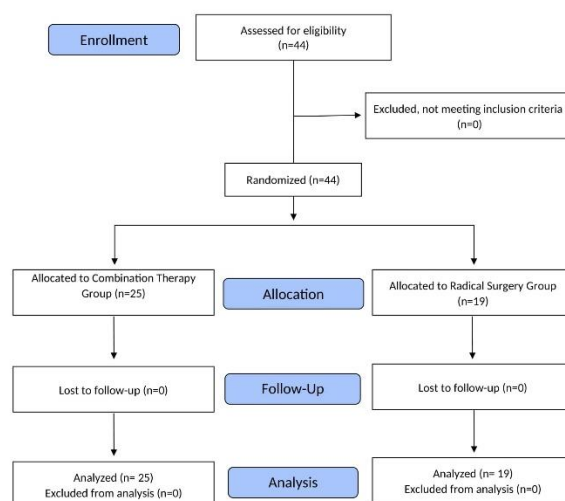 Enrollment
Assessed for eligibility
(n=44)
Excluded, not meeting inclusion criteria
(n=0)
Randomized (n=44)
Allocated to Combination Therapy
Group (n=25)
Allocation
Allocated to Radical Surgery Group
(n=19)
Lost to follow-up (n=0)
Follow-Up
Lost to follow-up (n=0)
Analyzed (n= 25)
Excluded from analysis (n=0)
Analysis
Analyzed (n= 19)
Excluded from analysis (n=0)